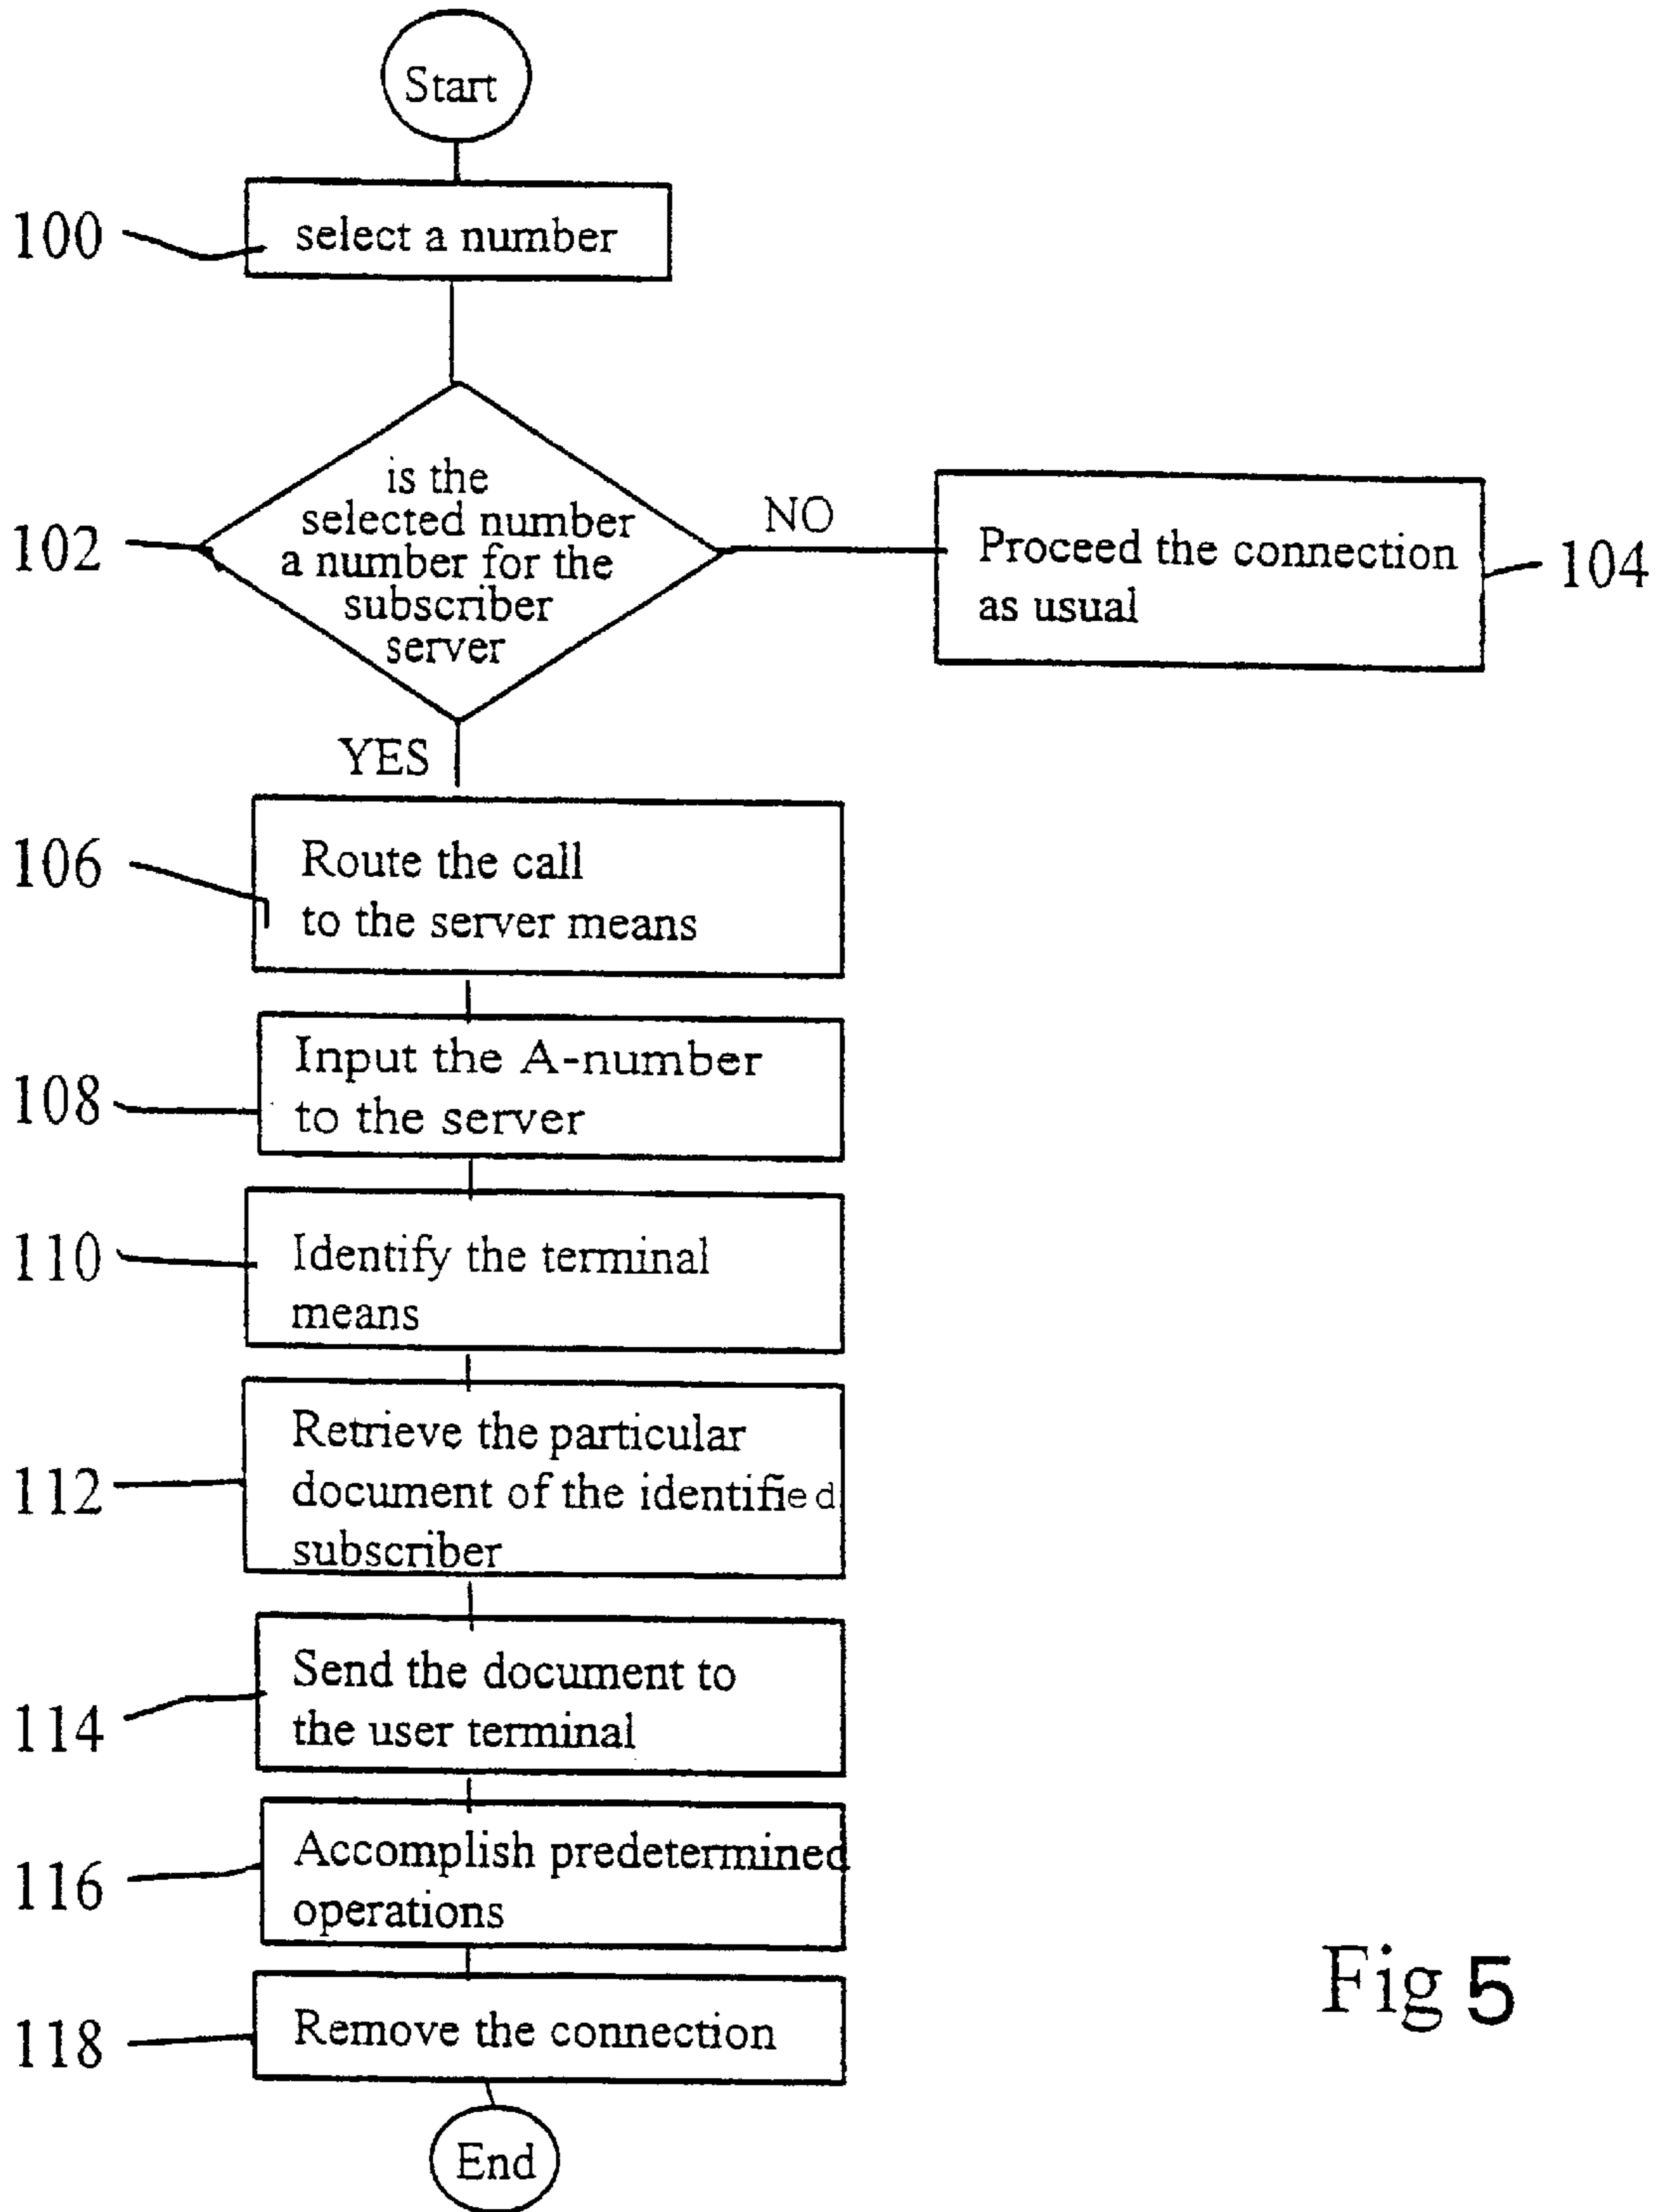 Start
100
select a number
102
is the
selected number
a number for the
subscriber
server
NO
Proceed the connection
as usual
104
YES
106
Route the call
to the server means
108
Input the A-number
to the server
110
Identify the terminal
means
112
Retrieve the particular
document of the identified
subscriber
114
Send the document to
the user terminal
116
Accomplish predetermined
operations
118
Remove the connection
End
Fig 5